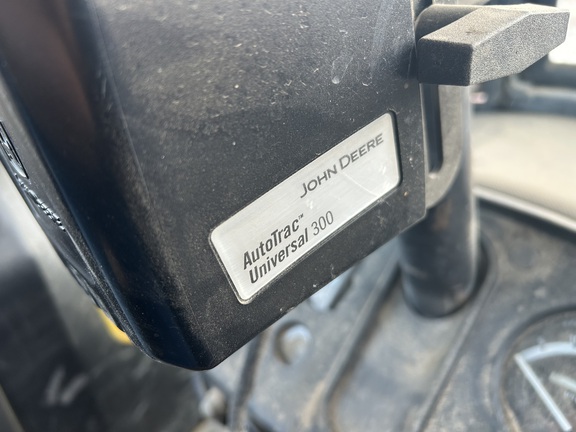 JOHN DEERE
AutoTrac™
Universal 300